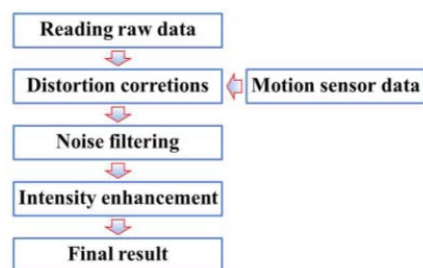 Reading raw data
Distortion corretions
Motion sensor data
Noise filtering
Intensity enhancement
Final result